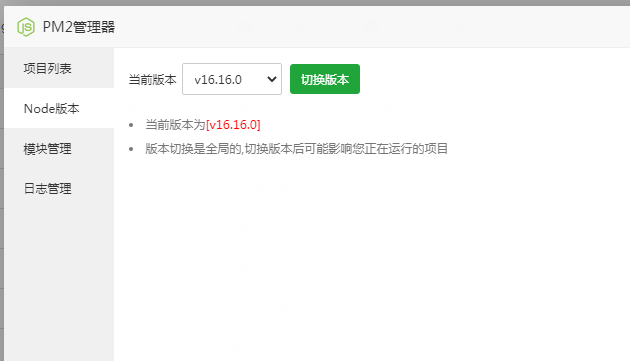 PM2管理器
项目列表
Node版本
模块管理
日志管理
当前版本 v16.16.0 切换版本
当前版本为[v16.16.0]
版本切换是全局的,切换版本后可能影响您正在运行的项目